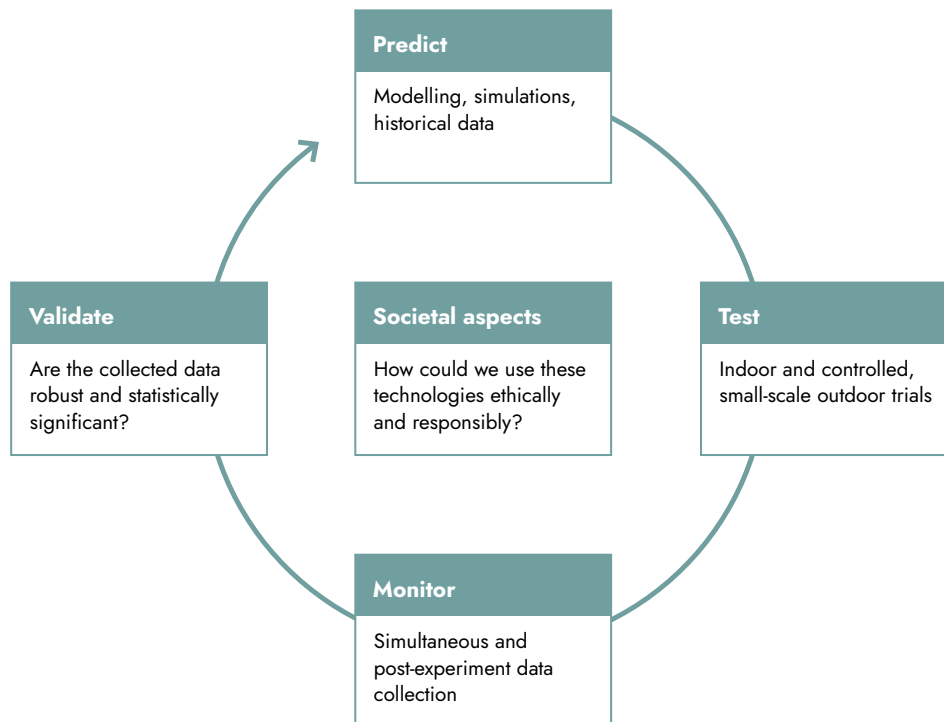 Predict
Modelling, simulations,
historical data
Validate
Are the collected data
robust and statistically
significant?
Societal aspects
How could we use these
technologies ethically
and responsibly?
Test
Indoor and controlled,
small-scale outdoor trials
Monitor
Simultaneous and
post-experiment data
collection